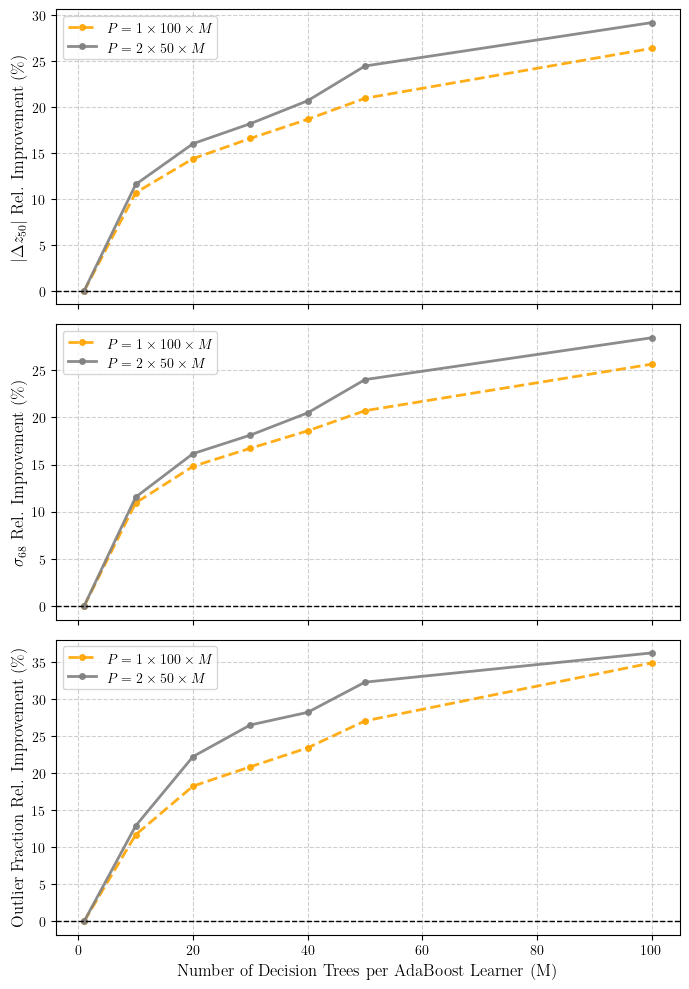 30
25
20
15
10
5
0
|Δz₅₀| Rel. Improvement (%)
P = 1 × 100 × M
P = 2 × 50 × M
25
20
15
10
5
0
σ₆₈ Rel. Improvement (%)
P = 1 × 100 × M
P = 2 × 50 × M
35
30
25
20
15
10
5
0
Outlier Fraction Rel. Improvement (%)
P = 1 × 100 × M
P = 2 × 50 × M
0 20 40 60 80 100
Number of Decision Trees per AdaBoost Learner (M)